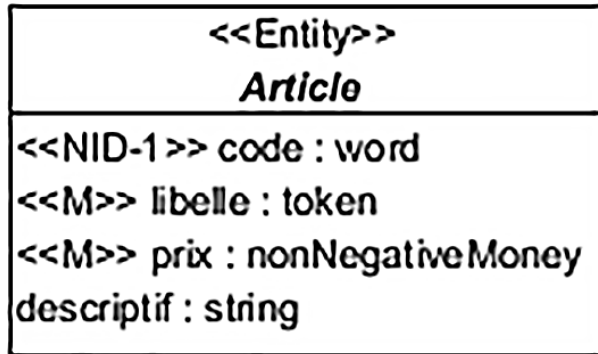 <<Entity>>
Article
<<NID-1>> code : word
<<M>> libelle : token
<<M>> prix : nonNegativeMoney
descriptif : string